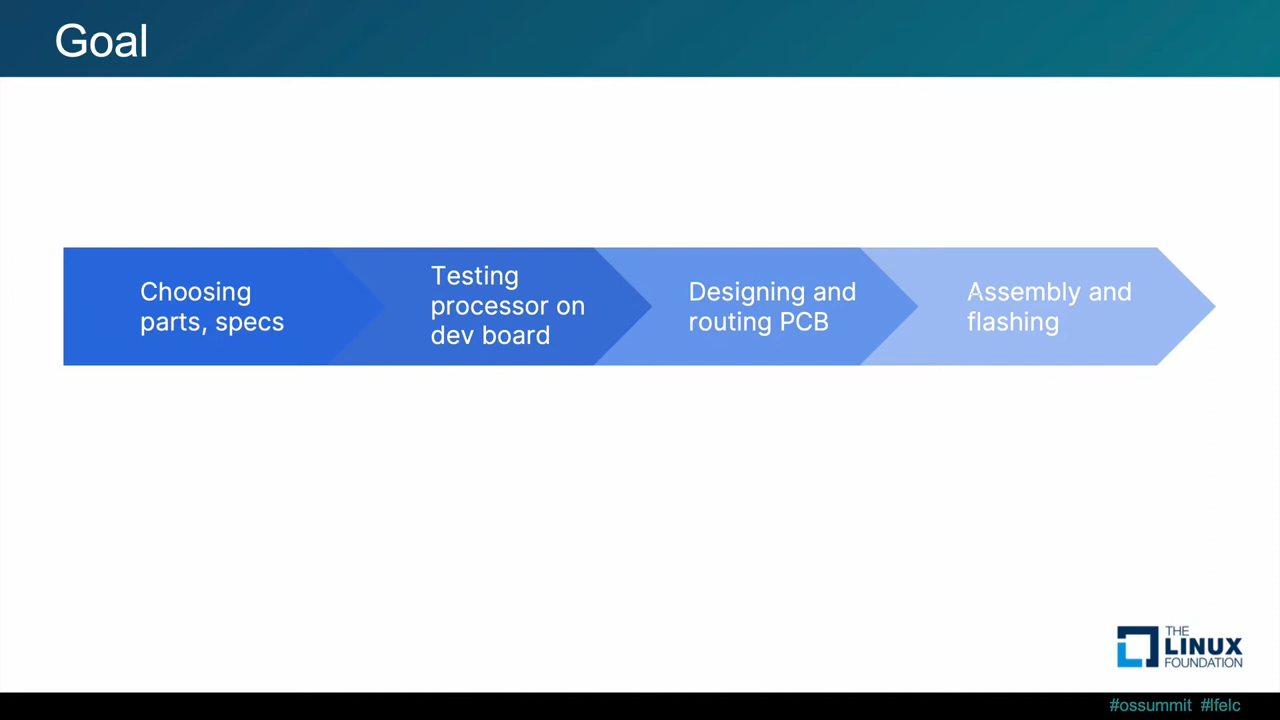 Goal
Choosing
parts, specs
Testing
processor on
dev board
Designing and
routing PCB
Assembly and
flashing
THE
LINUX
FOUNDATION
#ossummit #lfelc